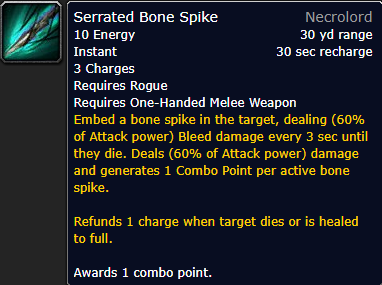 Serrated Bone Spike Necrolord
10 Energy 30 yd range
Instant 30 sec recharge
3 Charges
Requires Rogue
Requires One-Handed Melee Weapon
Embed a bone spike in the target, dealing (60%
of Attack power) Bleed damage every 3 sec until
they die. Deals (60% of Attack power) damage
and generates 1 Combo Point per active bone
spike.
Refunds 1 charge when target dies or is healed
to full.
Awards 1 combo point.